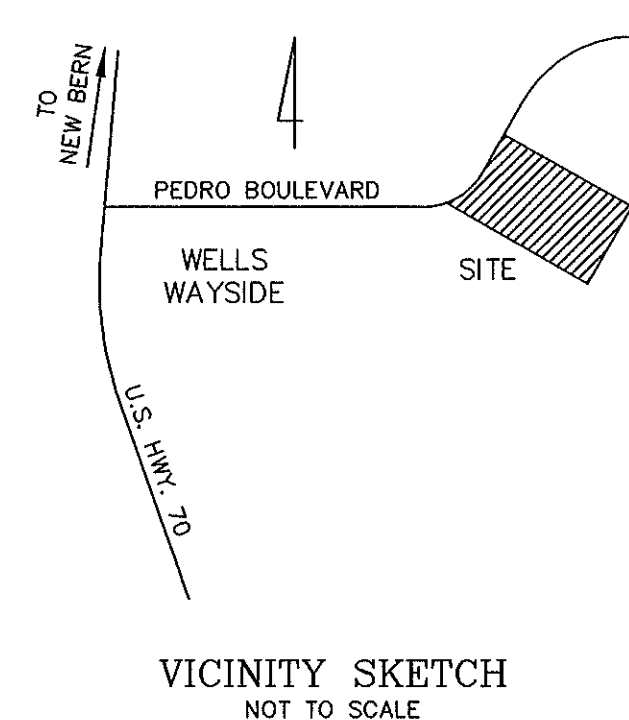 TO
NEW BERN
PEDRO BOULEVARD
WELLS
WAYSIDE
SITE
U.S. HWY. 70
VICINITY SKETCH
NOT TO SCALE